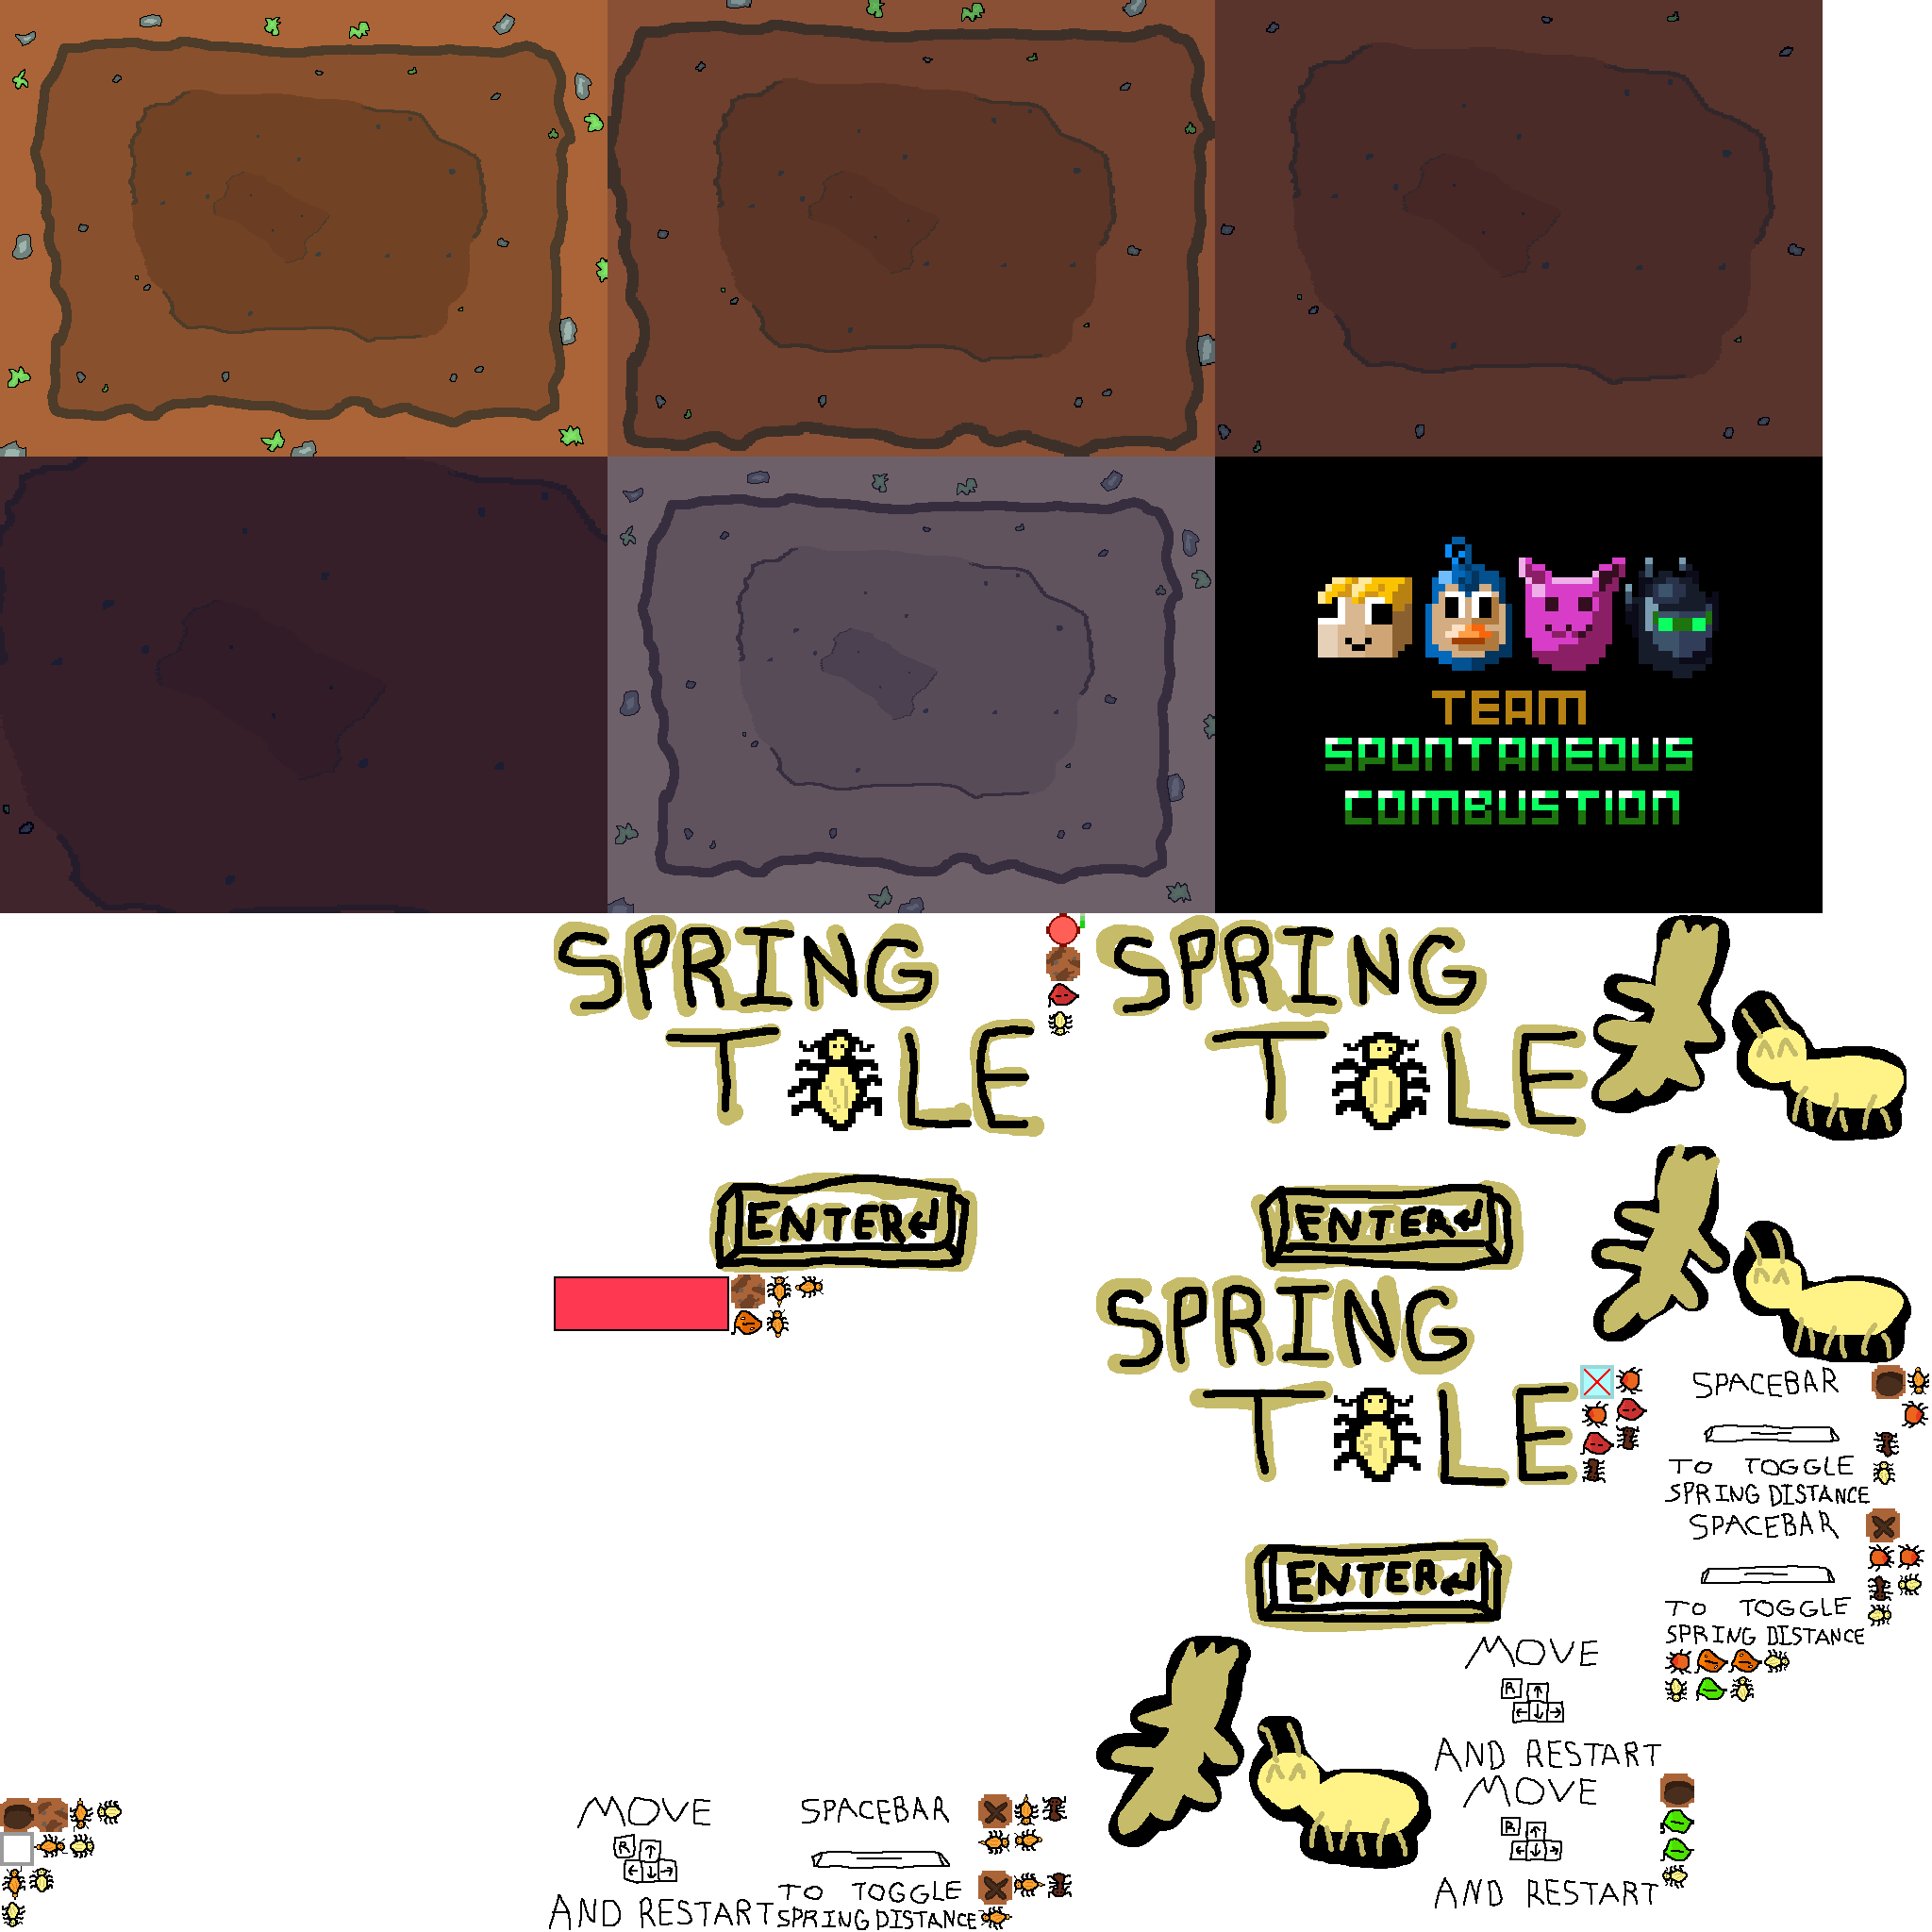 TEAM
SPONTANEOUS
COMBUSTION
SPRING
T LE
ENTER
SPRING
T LE
ENTER
SPRING
T LE
ENTER
SPACEBAR
TO TOGGLE
SPRING DISTANCE
SPACEBAR
TO TOGGLE
SPRING DISTANCE
MOVE
R ↑
← ↓ →
AND RESTART
MOVE
R ↑
← ↓ →
AND RESTART
MOVE
R ↑
← ↓ →
AND RESTART
SPACEBAR
TO TOGGLE
SPRING DISTANCE